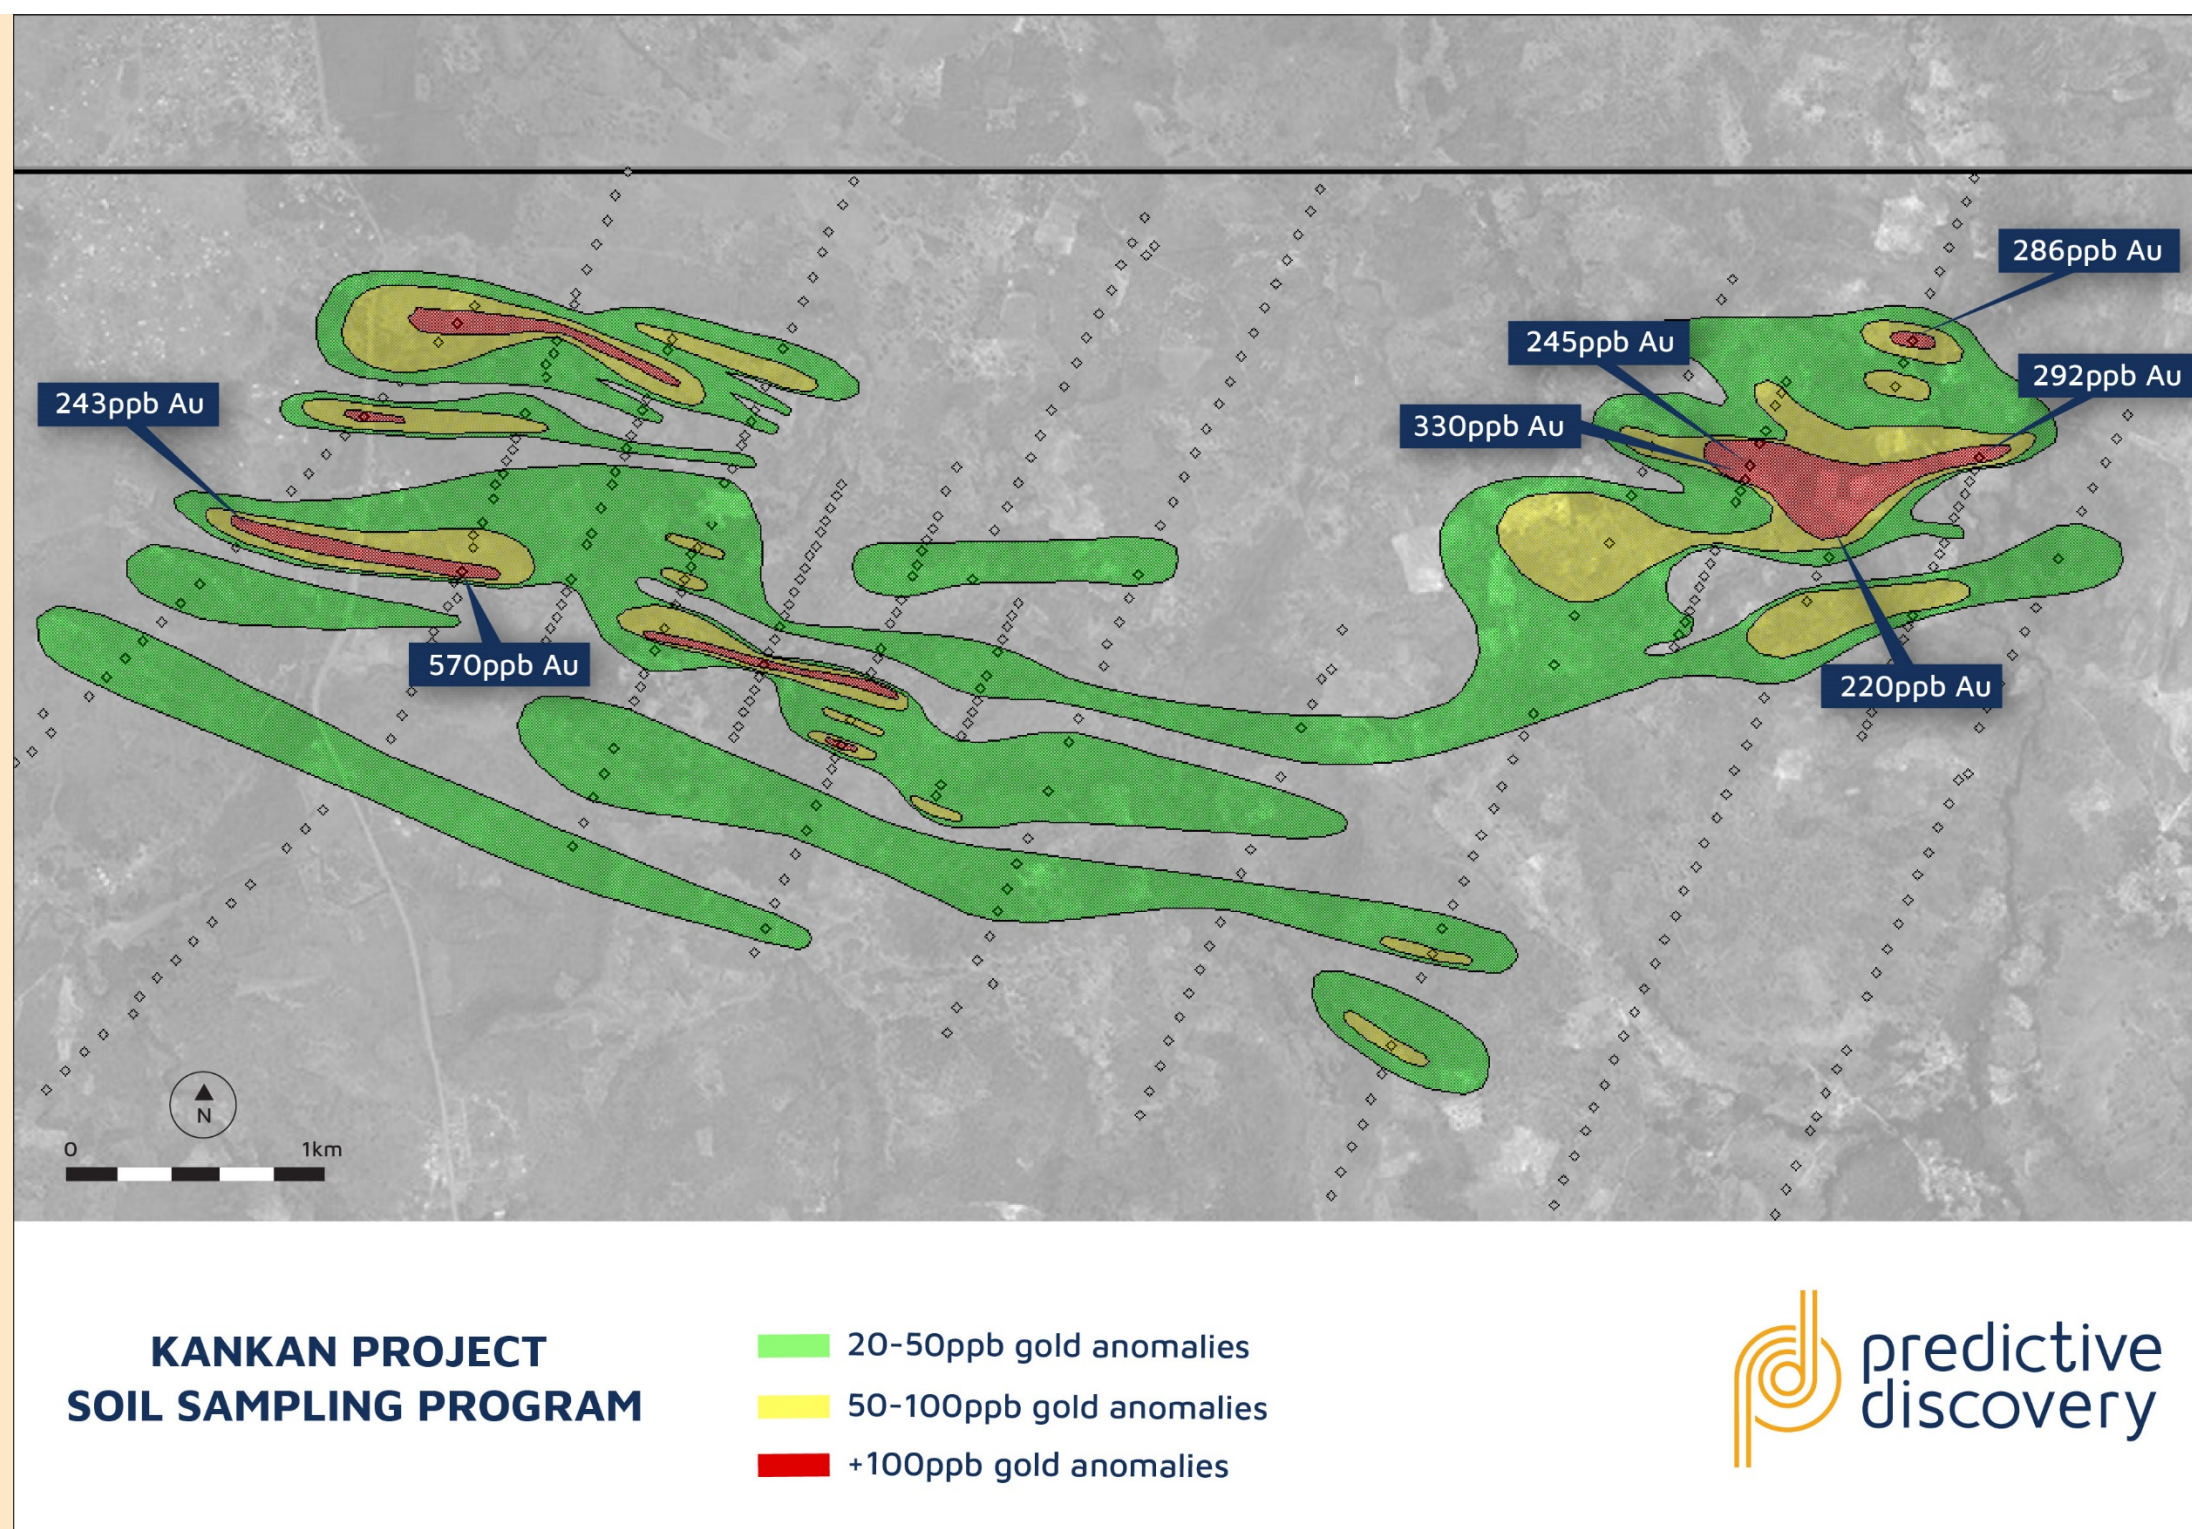 286ppb Au
245ppb Au
292ppb Au
243ppb Au
330ppb Au
570ppb Au
220ppb Au
N
0 1km
KANKAN PROJECT
SOIL SAMPLING PROGRAM
20-50ppb gold anomalies
50-100ppb gold anomalies
+100ppb gold anomalies
predictive
discovery